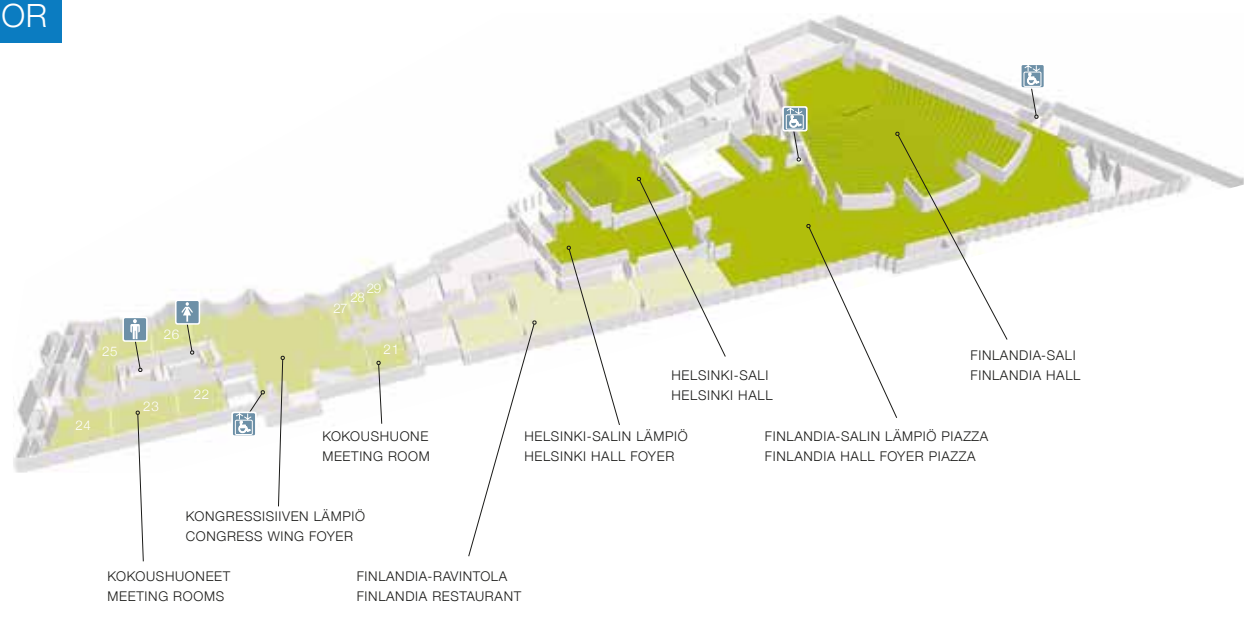 OR
29
28
27
26
25
21
22
23
24
FINLANDIA-SALI
FINLANDIA HALL
HELSINKI-SALI
HELSINKI HALL
KOKOUSHUONE
MEETING ROOM
HELSINKI-SALIN LÄMPIÖ
HELSINKI HALL FOYER
FINLANDIA-SALIN LÄMPIÖ PIAZZA
FINLANDIA HALL FOYER PIAZZA
KONGRESSISIIVEN LÄMPIÖ
CONGRESS WING FOYER
KOKOUSHUONEET
MEETING ROOMS
FINLANDIA-RAVINTOLA
FINLANDIA RESTAURANT